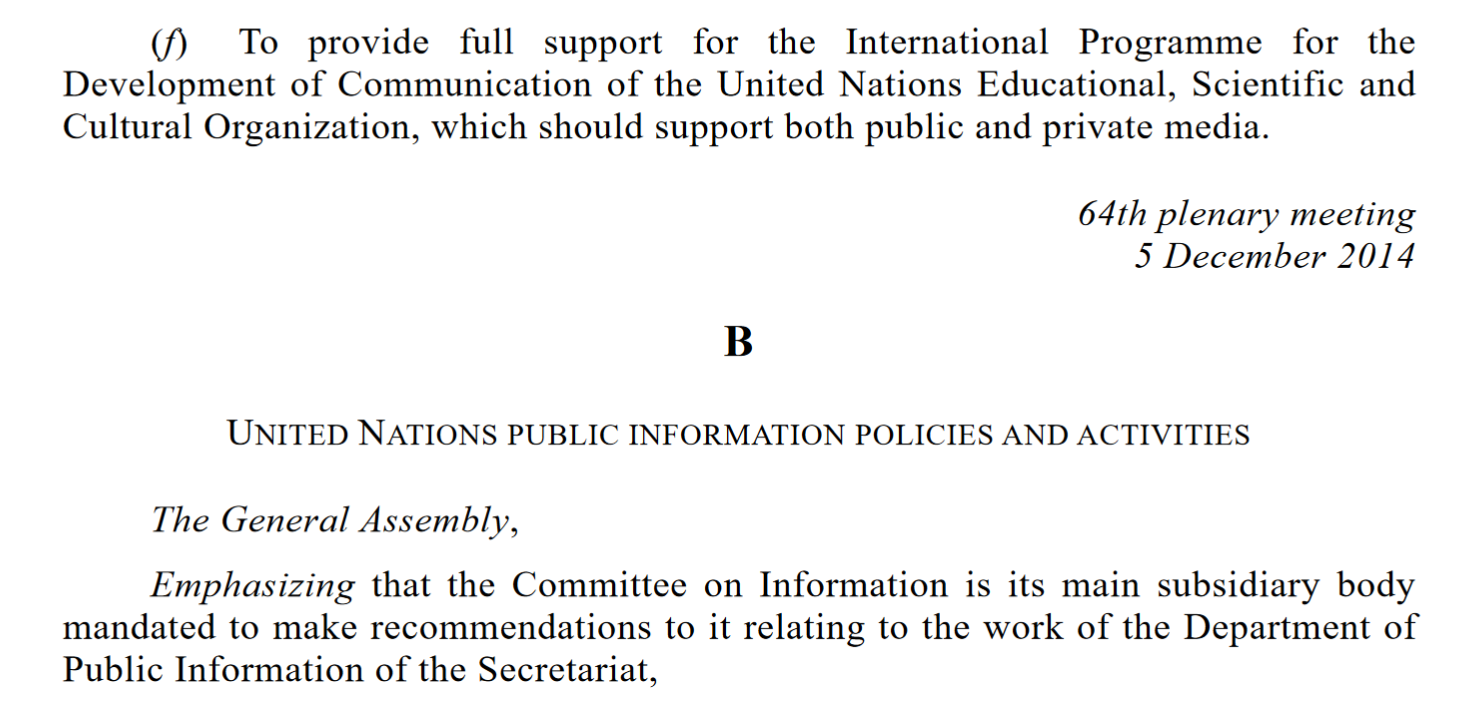 (f) To provide full support for the International Programme for the
Development of Communication of the United Nations Educational, Scientific and
Cultural Organization, which should support both public and private media.
64th plenary meeting
5 December 2014
B
UNITED NATIONS PUBLIC INFORMATION POLICIES AND ACTIVITIES
The General Assembly,
Emphasizing that the Committee on Information is its main subsidiary body
mandated to make recommendations to it relating to the work of the Department of
Public Information of the Secretariat,